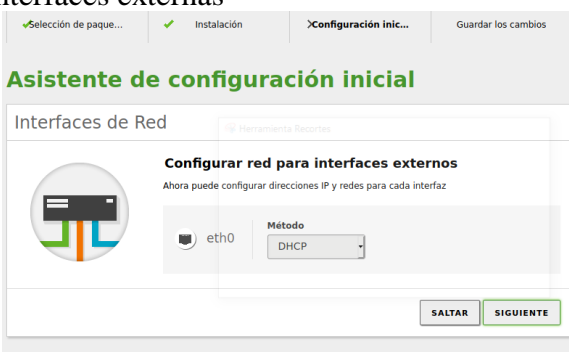 nterfaces externas
Selección de paque...
Instalación
Configuración inic...
Guardar los cambios
Asistente de configuración inicial
Interfaces de Red
Herramienta Recortes
Configurar red para interfaces externos
Ahora puede configurar direcciones IP y redes para cada interfaz
eth0
Método
DHCP
SALTAR
SIGUIENTE